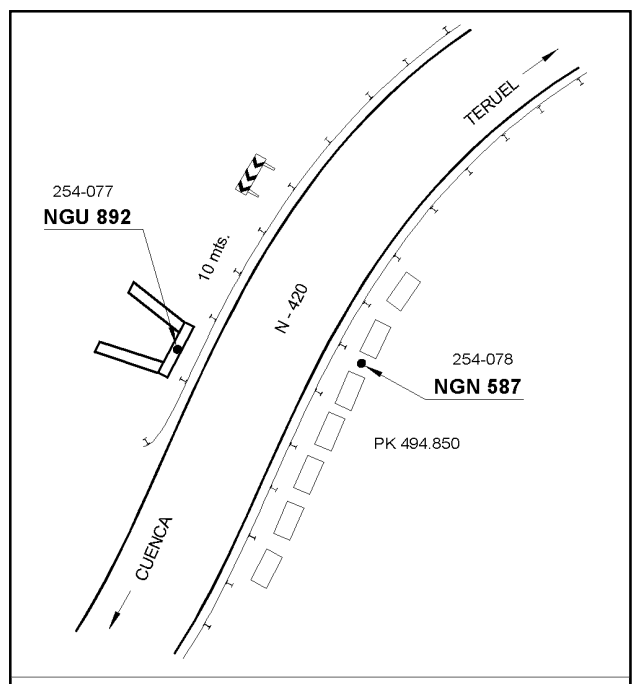 TERUEL
254-077
NGU 892
10 mts.
N - 420
254-078
NGN 587
PK 494.850
CUENCA